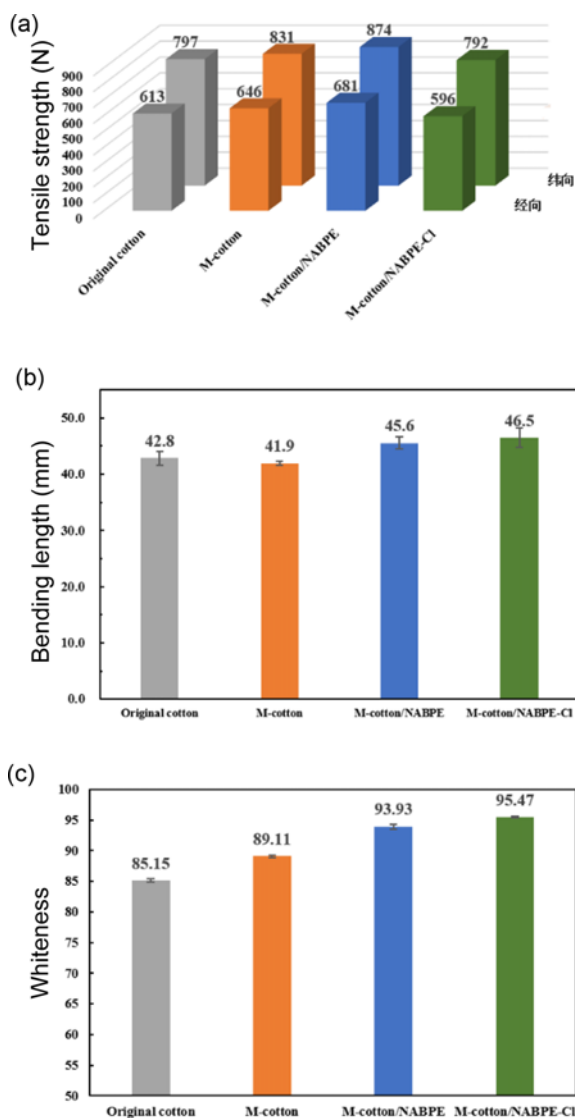 (a)
Tensile strength (N)
900
800
700
600
500
400
300
200
100
0
797
831
874
792
613
646
681
596
纬向
经向
Original cotton
M-cotton
M-cotton/NABPE
M-cotton/NABPE-Cl
(b)
Bending length (mm)
50.0
40.0
30.0
20.0
10.0
0.0
42.8
41.9
45.6
46.5
Original cotton
M-cotton
M-cotton/NABPE
M-cotton/NABPE-Cl
(c)
Whiteness
100
95
90
85
80
75
70
65
60
55
50
85.15
89.11
93.93
95.47
Original cotton
M-cotton
M-cotton/NABPE
M-cotton/NABPE-Cl